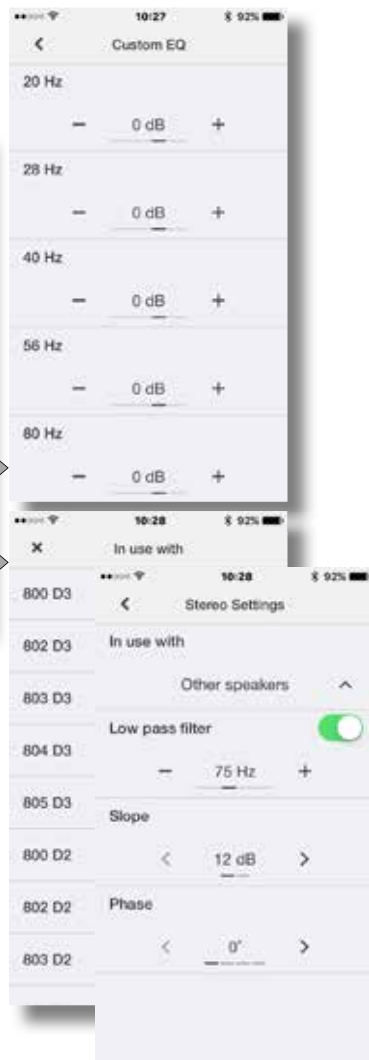 10:27 92%
Custom EQ
20 Hz
− 0 dB +
28 Hz
− 0 dB +
40 Hz
− 0 dB +
56 Hz
− 0 dB +
80 Hz
− 0 dB +
10:28 92%
In use with
800 D3
802 D3
803 D3
804 D3
805 D3
800 D2
802 D2
803 D2
10:28 92%
Stereo Settings
In use with
Other speakers
Low pass filter
− 75 Hz +
Slope
< 12 dB >
Phase
< 0° >